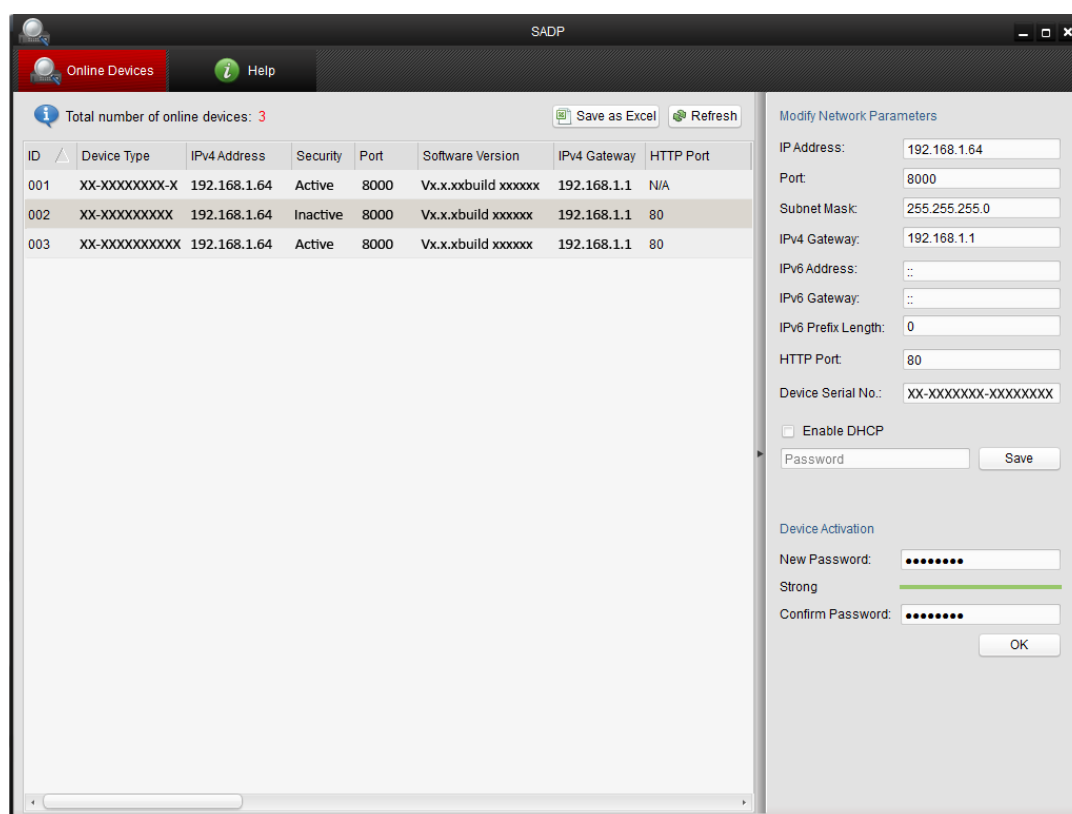 SADP
Online Devices Help
Total number of online devices: 3 Save as Excel Refresh
ID Device Type IPv4 Address Security Port Software Version IPv4 Gateway HTTP Port
001 XX-XXXXXXXX-X 192.168.1.64 Active 8000 Vx.x.xxbuild xxxxxx 192.168.1.1 N/A
002 XX-XXXXXXXXX 192.168.1.64 Inactive 8000 Vx.x.xbuild xxxxxx 192.168.1.1 80
003 XX-XXXXXXXXXX 192.168.1.64 Active 8000 Vx.x.xbuild xxxxxx 192.168.1.1 80
Modify Network Parameters
IP Address: 192.168.1.64
Port: 8000
Subnet Mask: 255.255.255.0
IPv4 Gateway: 192.168.1.1
IPv6 Address: ::
IPv6 Gateway: ::
IPv6 Prefix Length: 0
HTTP Port: 80
Device Serial No.: XX-XXXXXXX-XXXXXXXX
Enable DHCP
Password Save
Device Activation
New Password: ●●●●●●●●
Strong
Confirm Password: ●●●●●●●●
OK